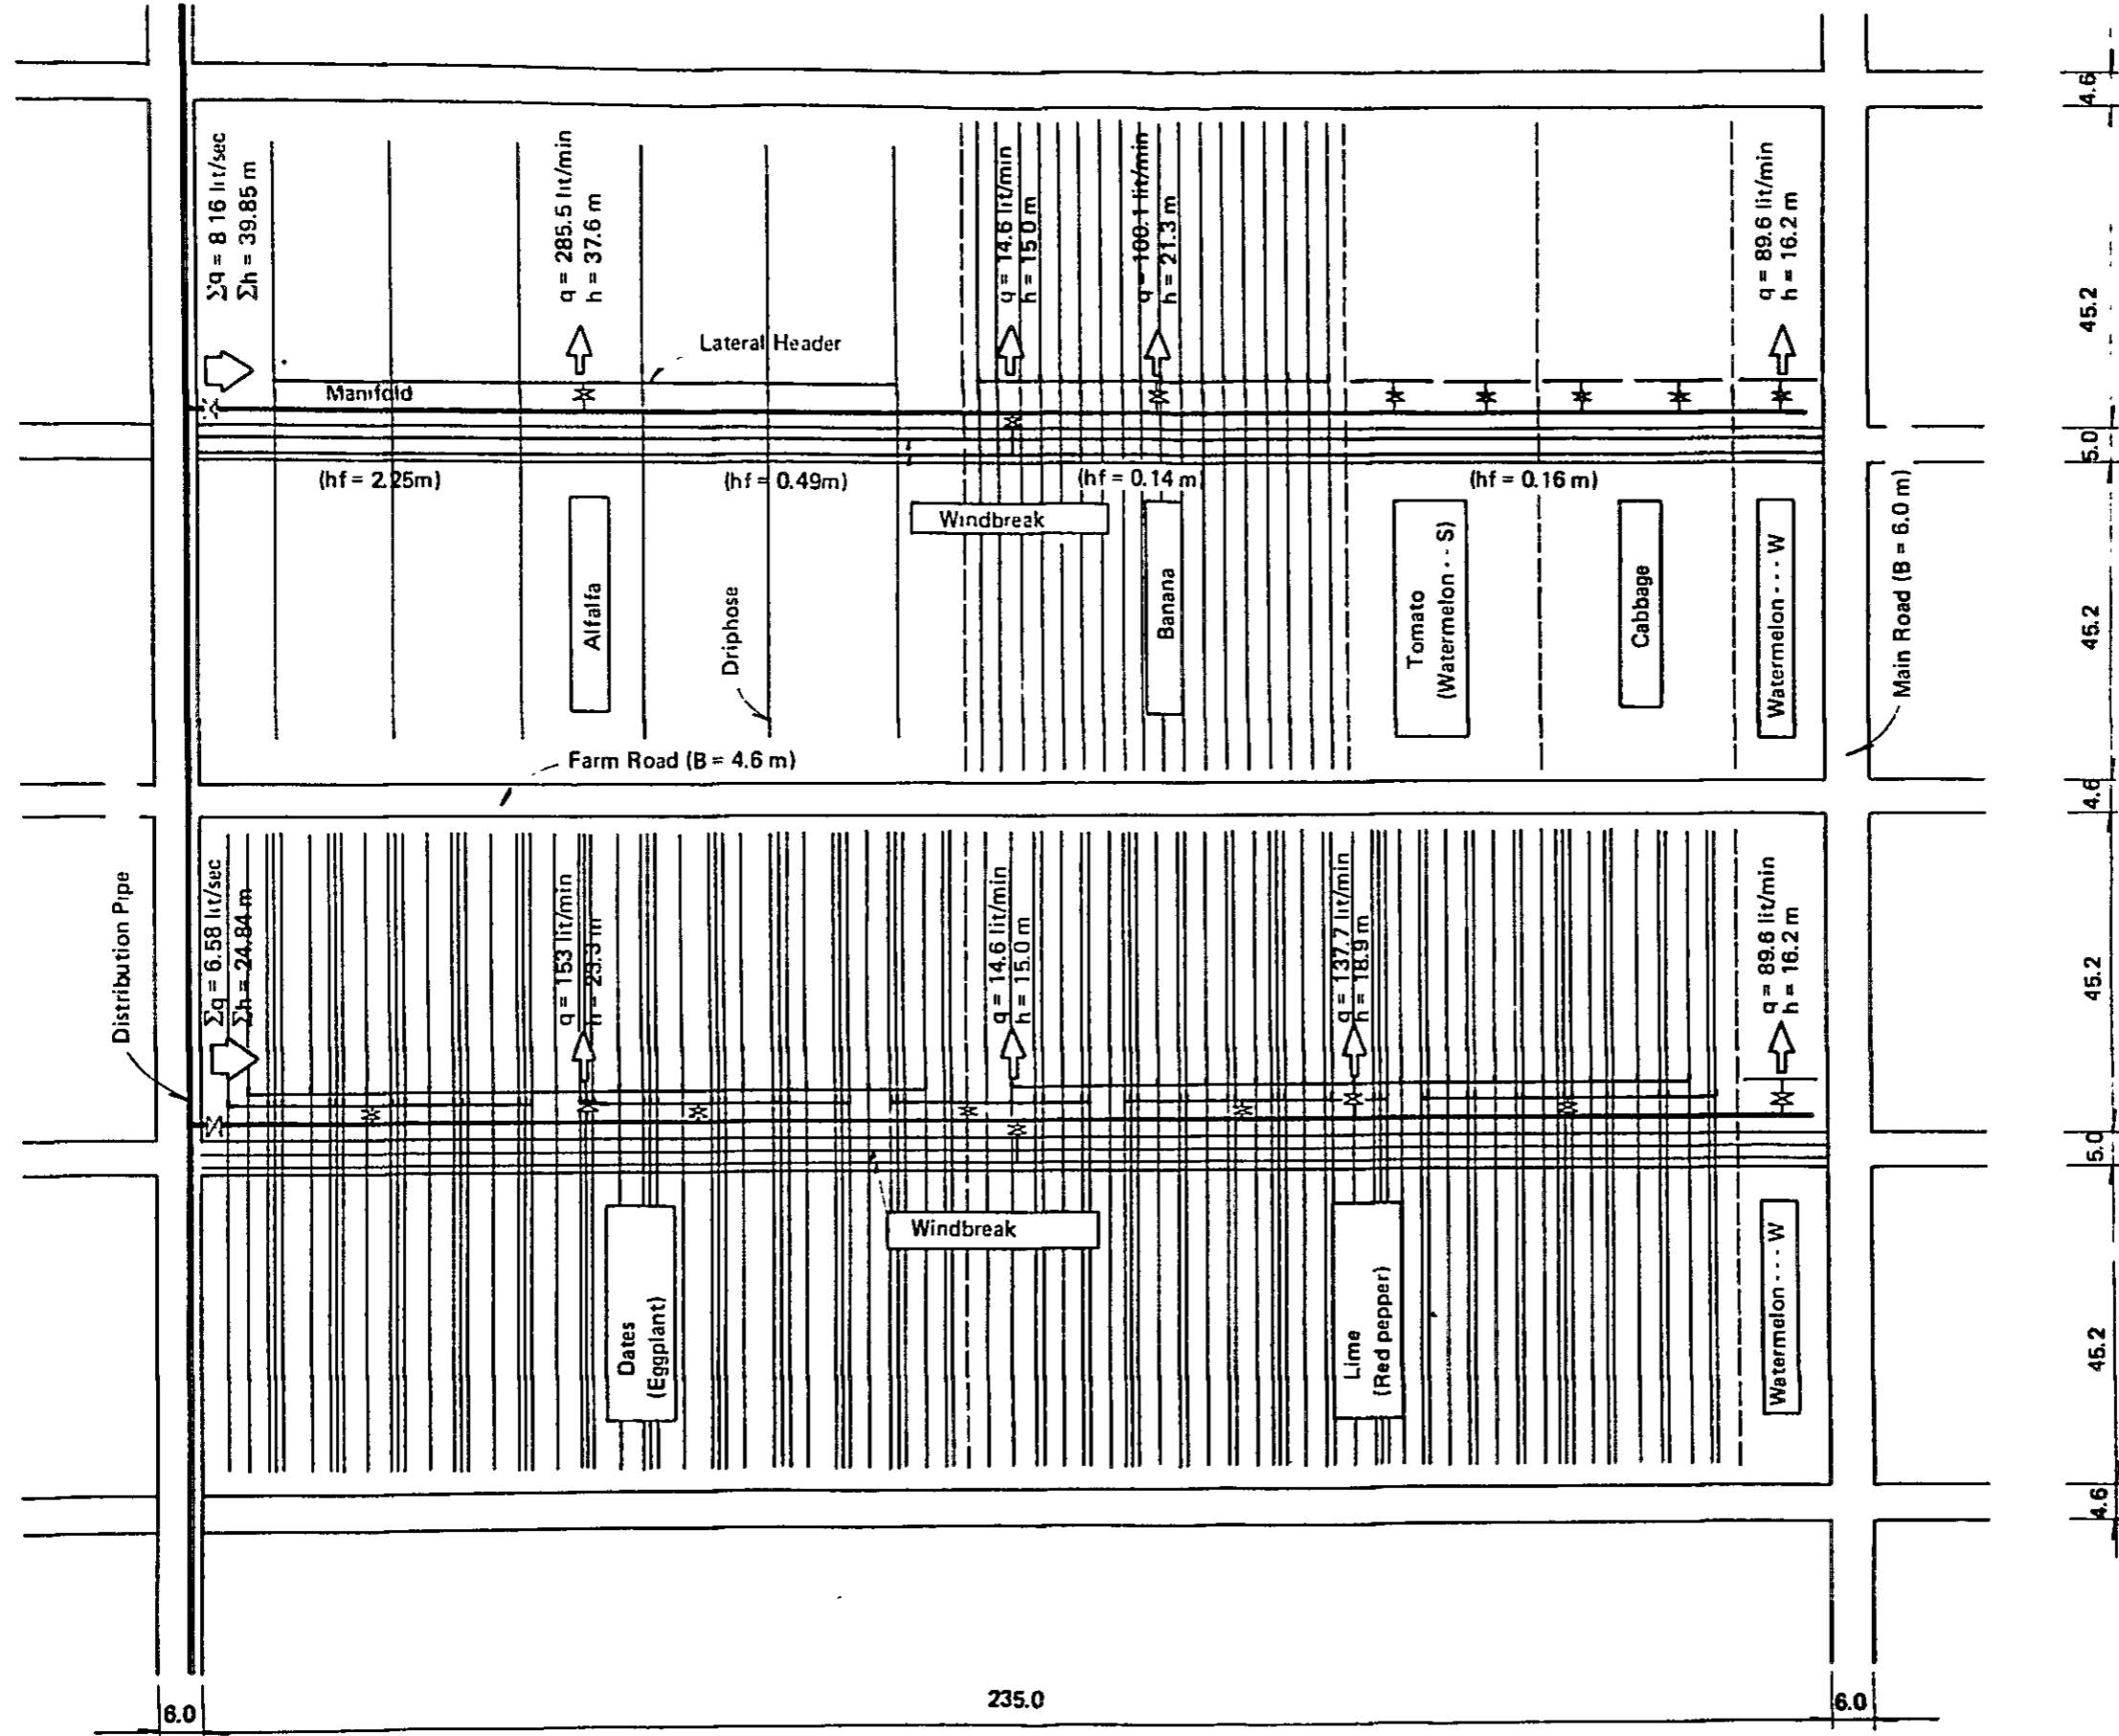 4.6
Σq = 8 16 lit/sec
Σh = 39.85 m
q = 285.5 lit/min
h = 37.6 m
q = 14.6 lit/min
h = 15.0 m
q = 100.1 lit/min
h = 21.3 m
q = 89.6 lit/min
h = 16.2 m
45.2
Lateral Header
Manifold
5.0
(hf = 2.25m)
(hf = 0.49m)
(hf = 0.14 m)
(hf = 0.16 m)
Windbreak
Alfalfa
Driphose
Banana
Tomato
(Watermelon - - S)
Cabbage
Watermelon - - - W
Main Road (B = 6.0 m)
45.2
Farm Road (B = 4.6 m)
4.6
Distribution Pipe
Σq = 6.58 lit/sec
Σh = 24.84 m
q = 153 lit/min
h = 23.3 m
q = 14.6 lit/min
h = 15.0 m
q = 137.7 lit/min
h = 18.9 m
q = 89.6 lit/min
h = 16.2 m
45.2
5.0
Windbreak
Dates
(Eggplant)
Lime
(Red pepper)
Watermelon - - - W
45.2
4.6
6.0
235.0
6.0